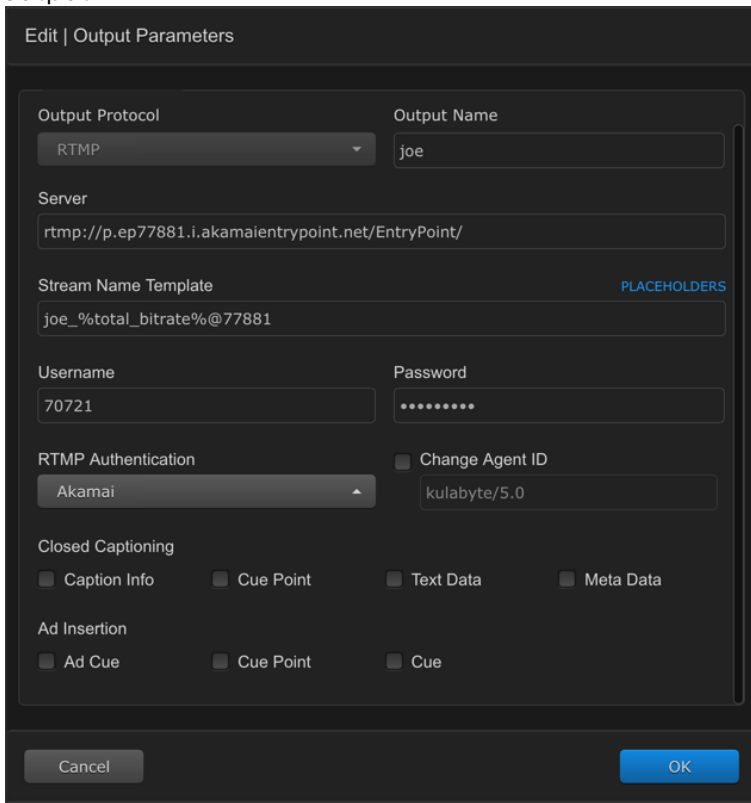 Edit | Output Parameters
Output Protocol Output Name
RTMP joe
Server
rtmp://p.ep77881.i.akamaientrypoint.net/EntryPoint/
Stream Name Template PLACEHOLDERS
joe_%total_bitrate%@77881
Username Password
70721 •••••••••
RTMP Authentication Change Agent ID
Akamai kulabyte/5.0
Closed Captioning
Caption Info Cue Point Text Data Meta Data
Ad Insertion
Ad Cue Cue Point Cue
Cancel OK